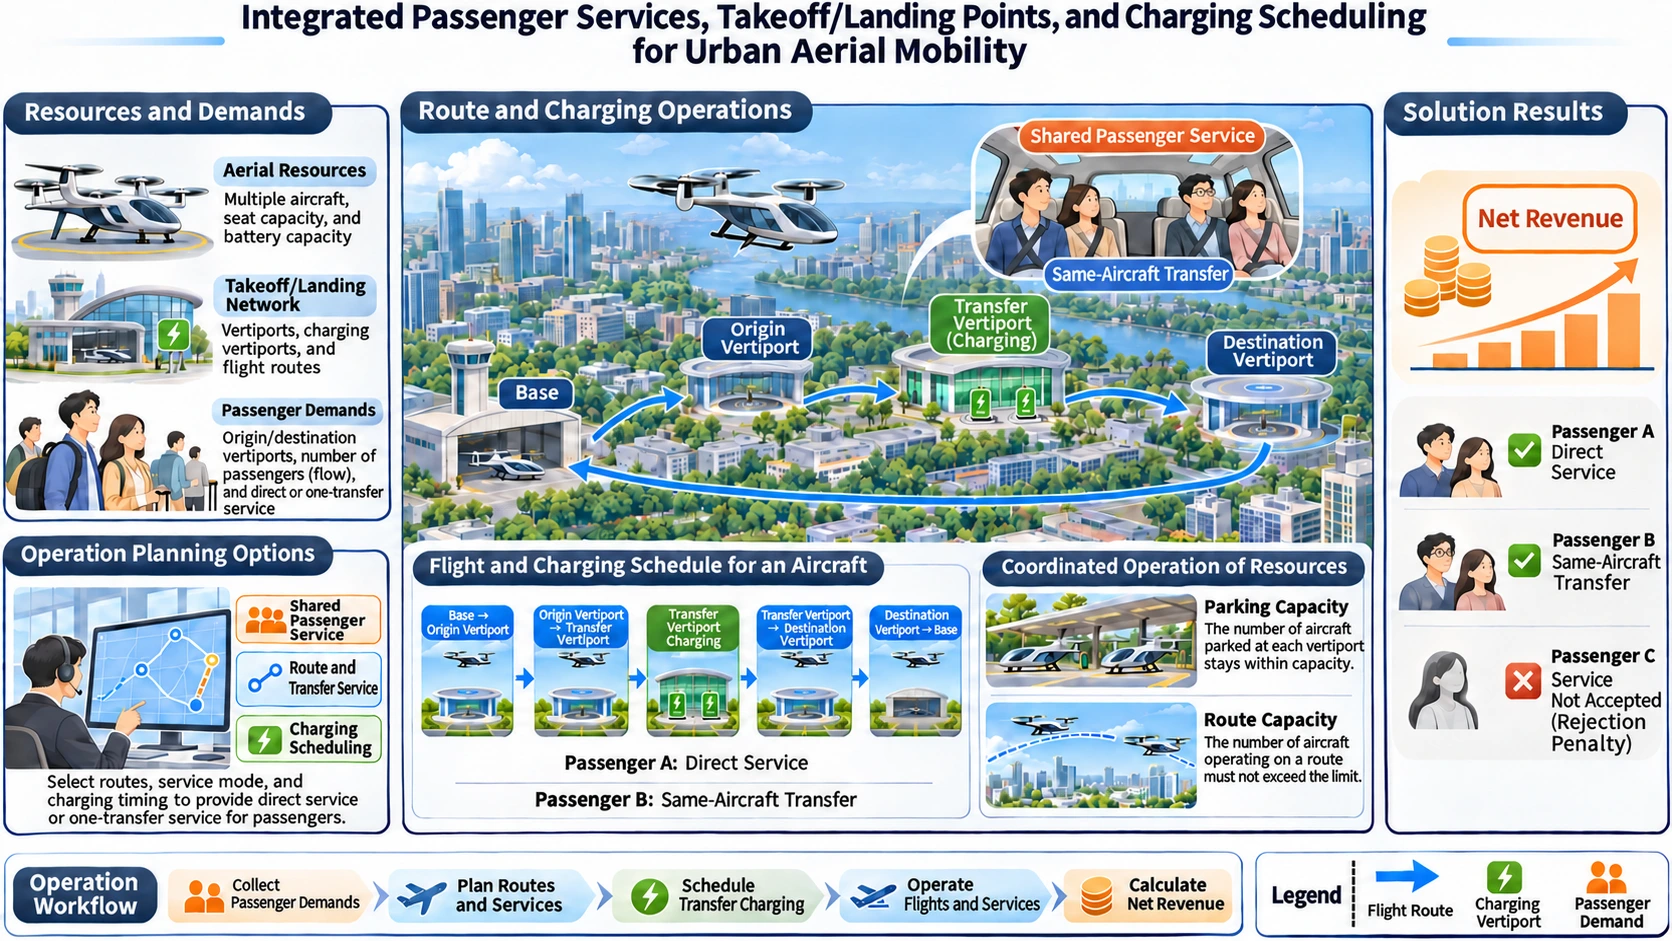 Integrated Passenger Services, Takeoff/Landing Points, and Charging Scheduling
for Urban Aerial Mobility
Resources and Demands
Aerial Resources
Multiple aircraft,
seat capacity, and
battery capacity
Takeoff/Landing
Network
Vertiports, charging
vertiports, and
flight routes
Passenger Demands
Origin/destination
vertiports, number of
passengers (flow),
and direct or one-transfer
service
Operation Planning Options
Shared
Passenger
Service
Route and
Transfer Service
Charging
Scheduling
Select routes, service mode, and
charging timing to provide direct service
or one-transfer service for passengers.
Route and Charging Operations
Shared Passenger Service
Same-Aircraft Transfer
Base
Origin
Vertiport
Transfer
Vertiport
(Charging)
Destination
Vertiport
Flight and Charging Schedule for an Aircraft
Base →
Origin Vertiport
Origin Vertiport
→ Transfer
Vertiport
Transfer
Vertiport
Charging
Transfer Vertiport
→ Destination
Vertiport
Destination
Vertiport → Base
Passenger A: Direct Service
Passenger B: Same-Aircraft Transfer
Coordinated Operation of Resources
Parking Capacity
The number of aircraft
parked at each vertiport
stays within capacity.
Route Capacity
The number of aircraft
operating on a route
must not exceed the limit.
Solution Results
Net Revenue
Passenger A
Direct
Service
Passenger B
Same-Aircraft
Transfer
Passenger C
Service
Not Accepted
(Rejection
Penalty)
Operation
Workflow
Collect
Passenger Demands
Plan Routes
and Services
Schedule
Transfer Charging
Operate
Flights and Services
Calculate
Net Revenue
Legend
Flight Route
Charging
Vertiport
Passenger
Demand